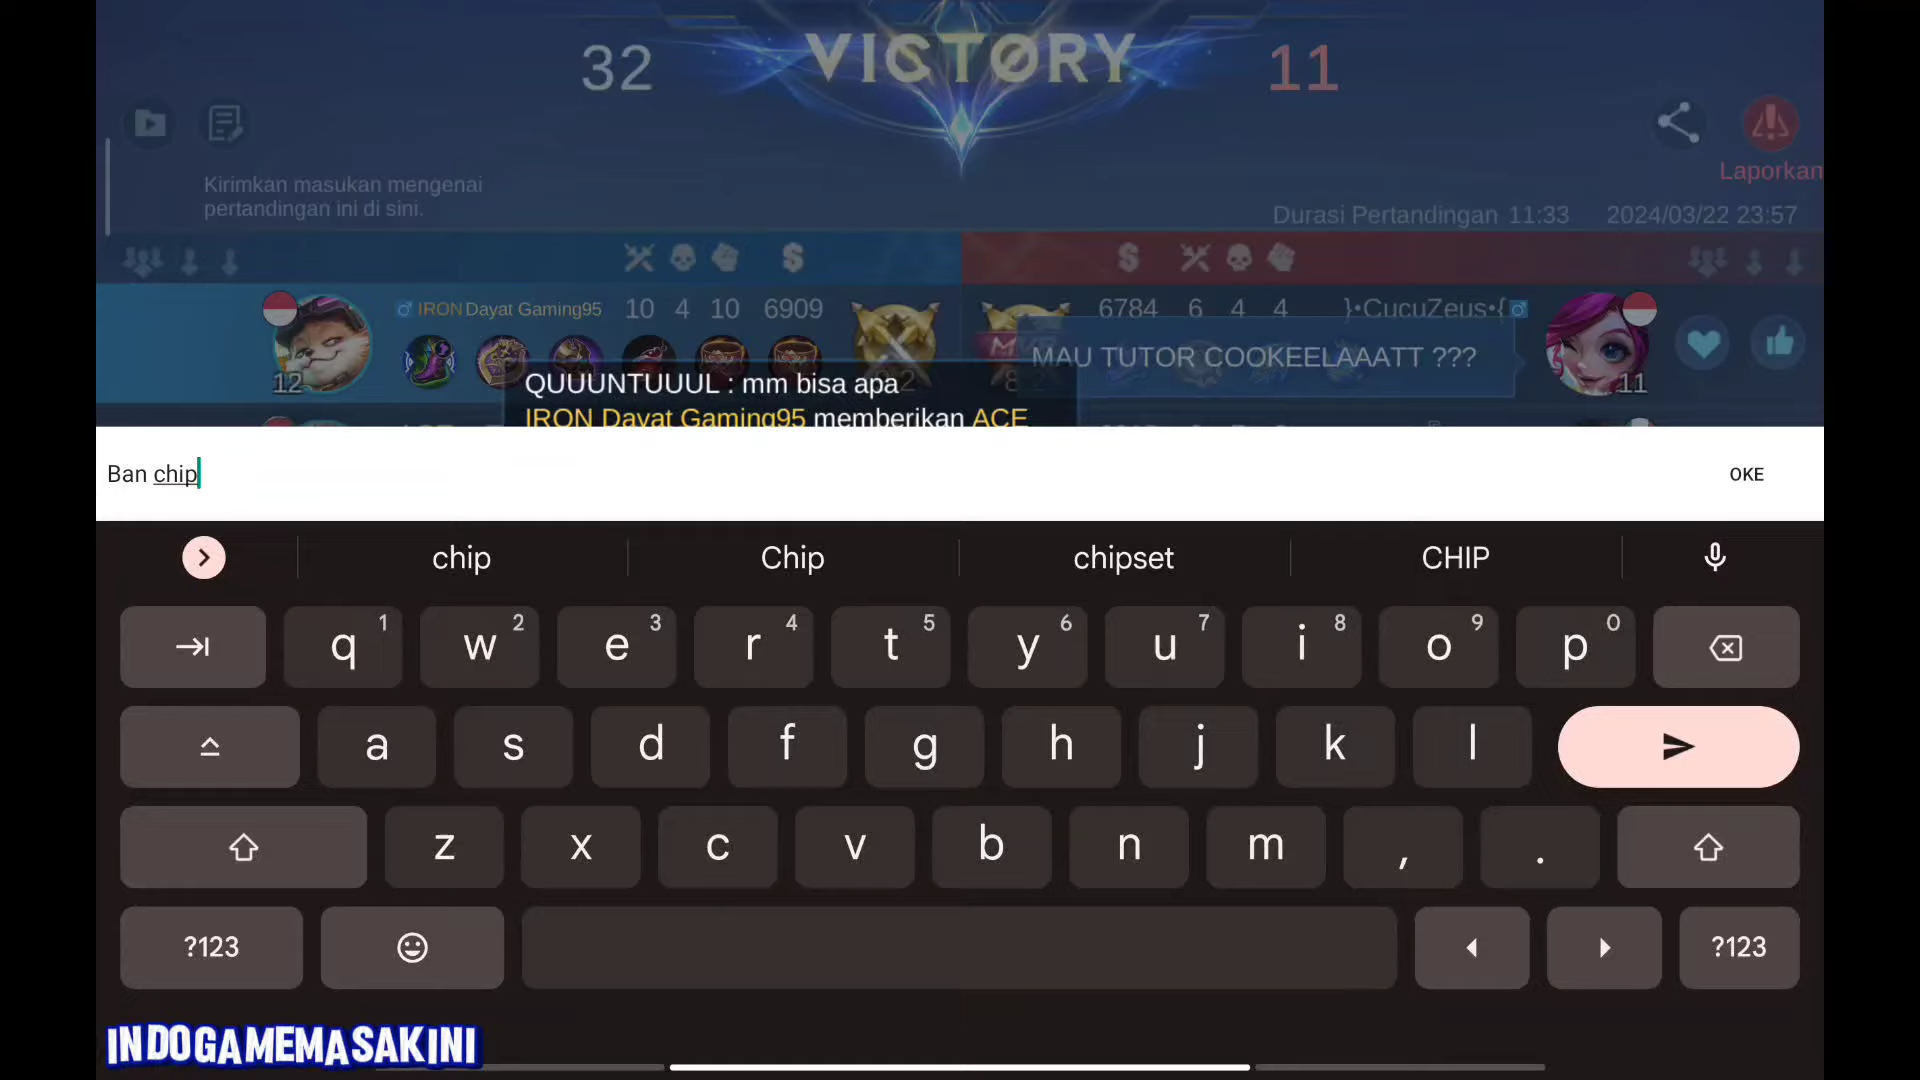 32 VICTORY 11
Laporkan
Kirimkan masukan mengenai
pertandingan ini di sini.
Durasi Pertandingan 11:33 2024/03/22 23:57
IRON Dayat Gaming95 10 4 10 6909
6784 6 4 4 }•CucuZeus•{
12
11
MAU TUTOR COOKEELAAATT ???
QUUUNTUUUL : mm bisa apa
IRON Dayat Gaming95 memberikan ACE
Ban chip
OKE
chip Chip chipset CHIP
q 1 w 2 e 3 r 4 t 5 y 6 u 7 i 8 o 9 p 0
a s d f g h j k l
z x c v b n m , .
?123 ?123
INDOGAMEMASAKINI